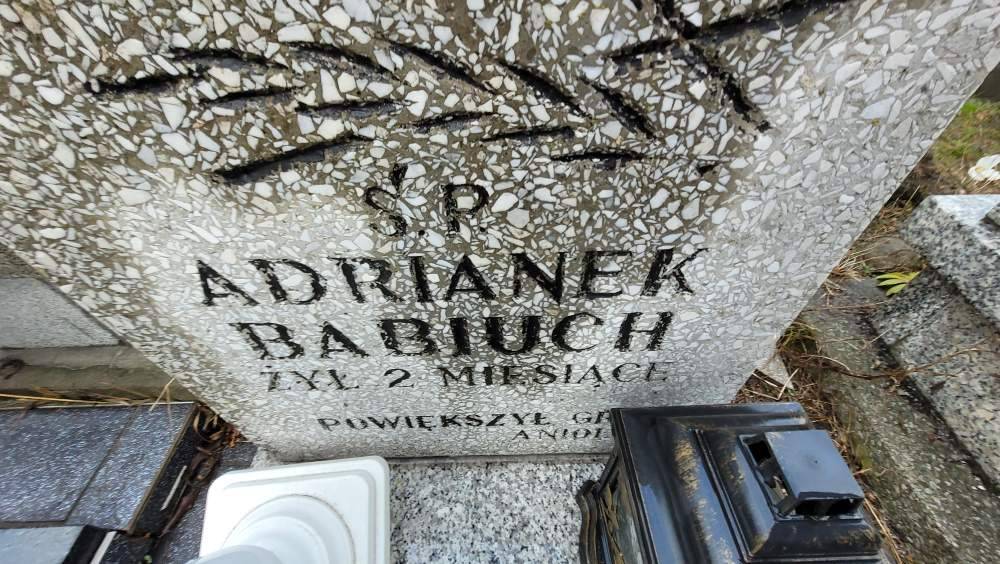 Ś.P.
ADRIANEK
BABIUCH
ŻYŁ 2 MIESIĄCE
POWIĘKSZYŁ